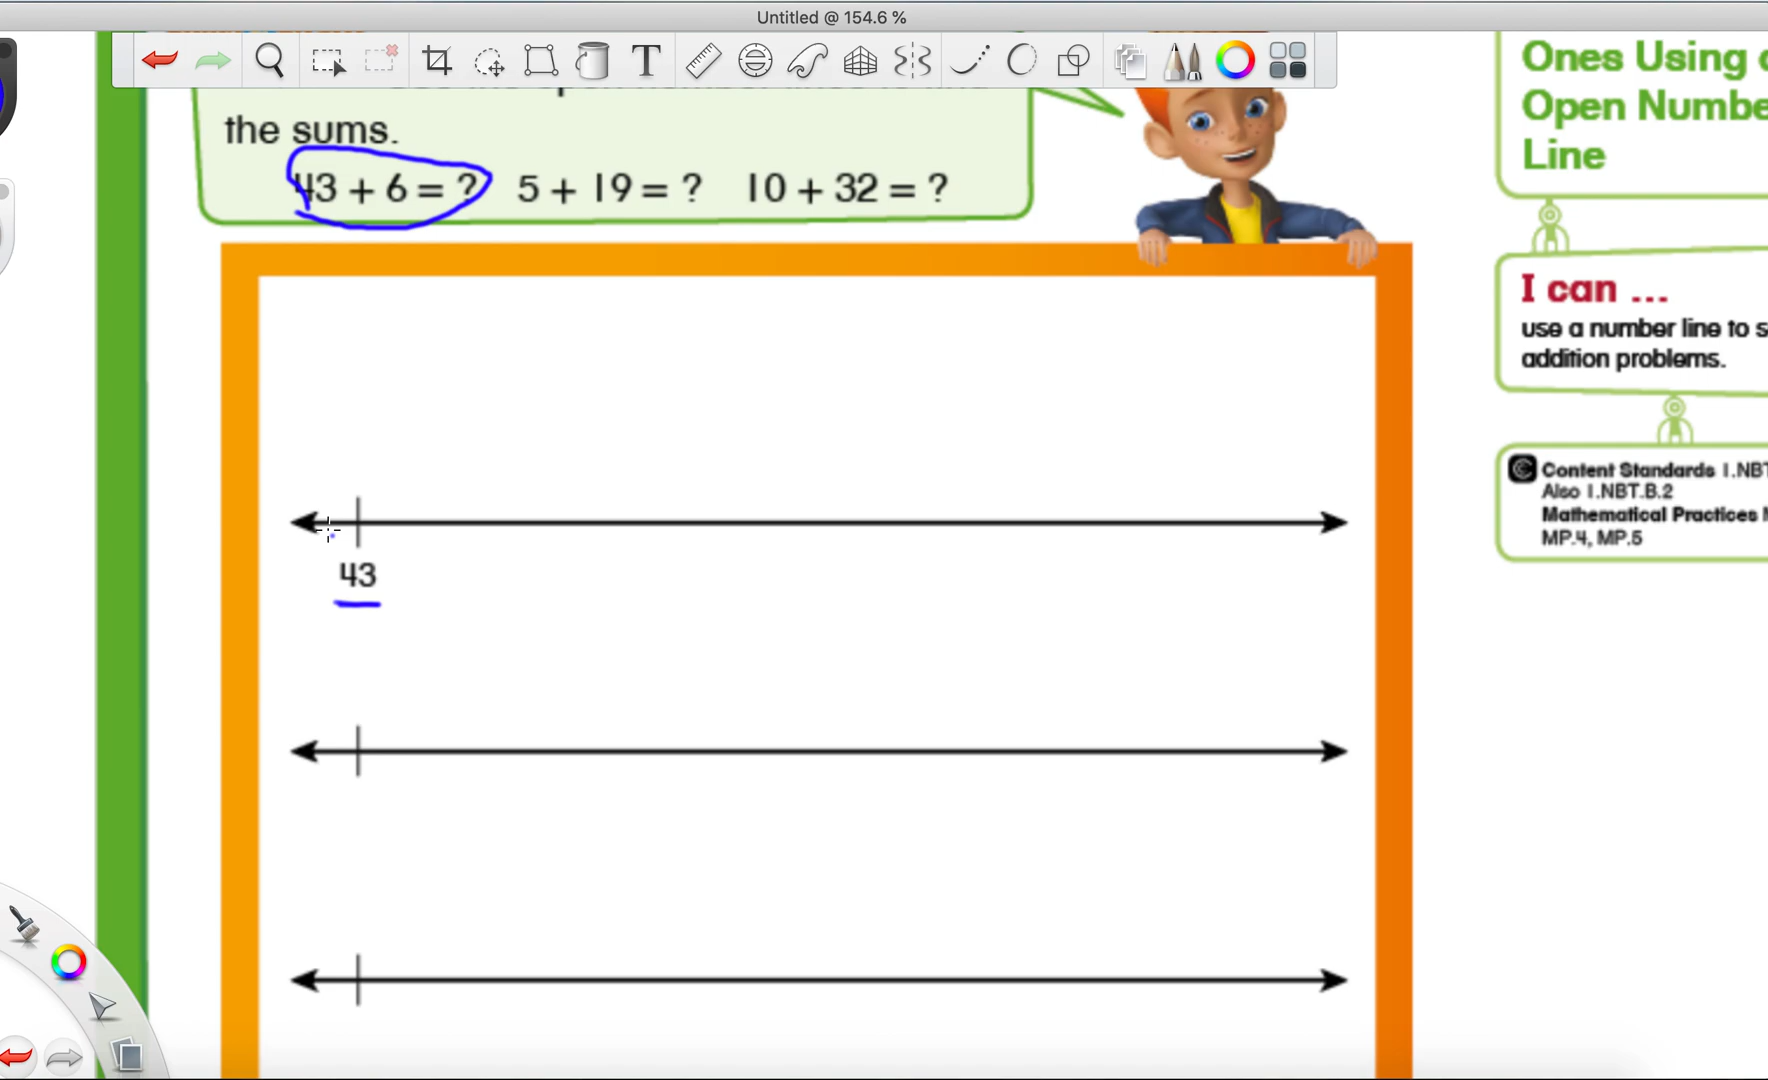 Untitled @ 154.6 %
the sums.
43 + 6 = ? 5 + 19 = ? 10 + 32 = ?
43
Ones Using
Open Numbe
Line
I can ...
use a number line to s
addition problems.
Content Standards 1.NBT
Also 1.NBT.B.2
Mathematical Practices
MP.4, MP.5